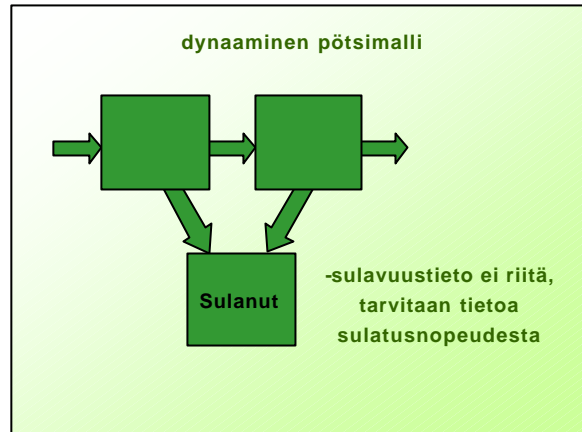 dynaaminen pötsimalli
Sulanut
-sulavuustieto ei riitä,
tarvitaan tietoa
sulatusnopeudesta